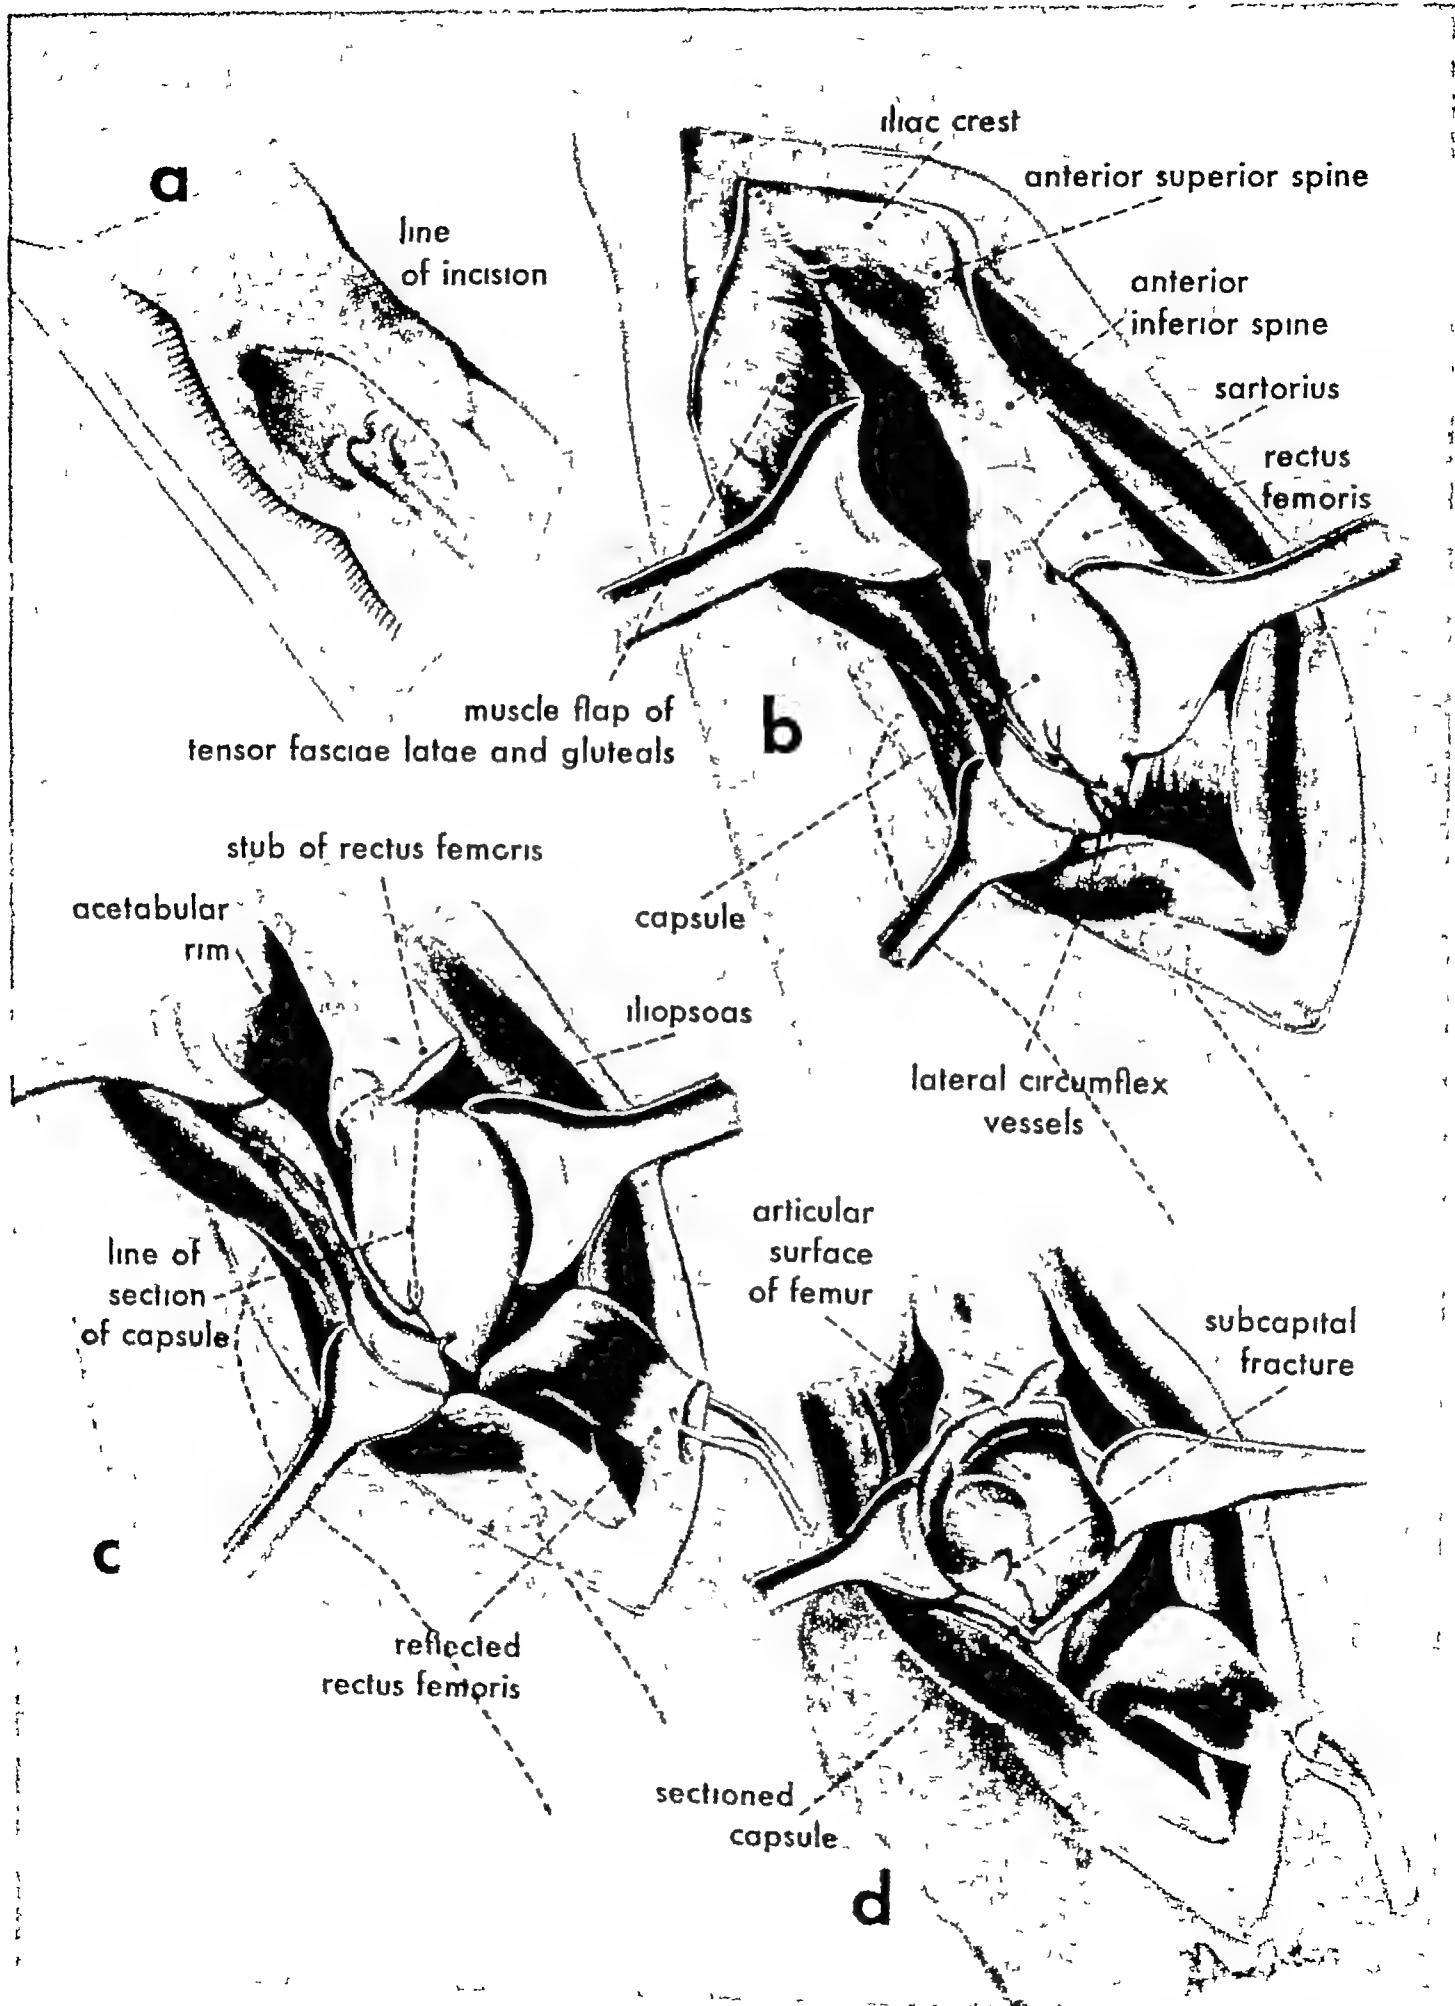 a
line
of incision
iliac crest
anterior superior spine
anterior
inferior spine
sartorius
rectus
femoris
muscle flap of
tensor fasciae latae and gluteals
b
capsule
lateral circumflex
vessels
stub of rectus femoris
acetabular
rim
iliopsoas
line of
section
of capsule
c
reflected
rectus femoris
articular
surface
of femur
subcapital
fracture
sectioned
capsule
d